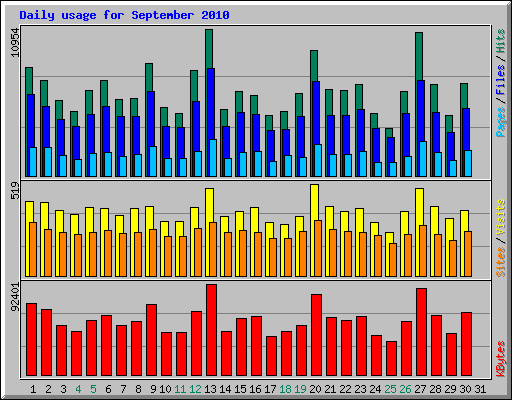 Daily usage for September 2010
10954
Pages / Files / Hits
519
Sites / Visits
92401
KBytes
1 2 3 4 5 6 7 8 9 10 11 12 13 14 15 16 17 18 19 20 21 22 23 24 25 26 27 28 29 30 31